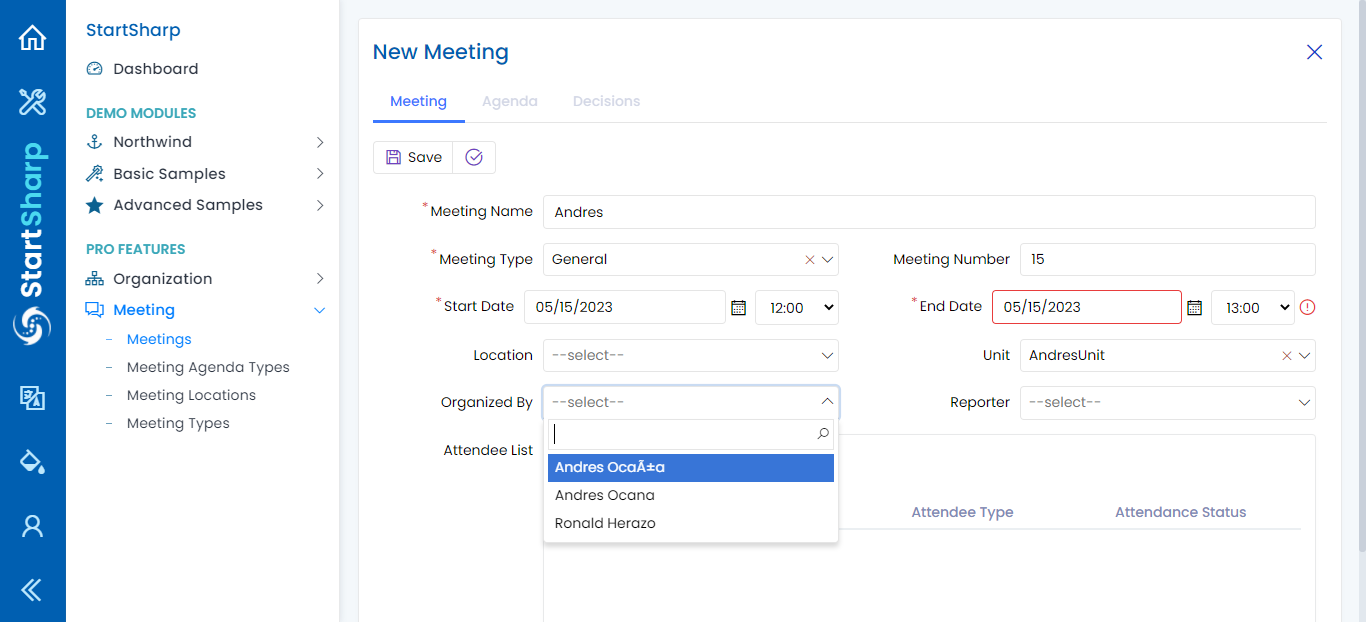 StartSharp
StartSharp
Dashboard
DEMO MODULES
Northwind
Basic Samples
Advanced Samples
PRO FEATURES
Organization
Meeting
- Meetings
- Meeting Agenda Types
- Meeting Locations
- Meeting Types
New Meeting
Meeting Agenda Decisions
Save
*Meeting Name Andres
*Meeting Type General Meeting Number 15
*Start Date 05/15/2023 12:00 *End Date 05/15/2023 13:00
Location --select-- Unit AndresUnit
Organized By --select-- Reporter --select--
Attendee List
Andres OcaÃ±a
Andres Ocana
Ronald Herazo
Attendee Type Attendance Status